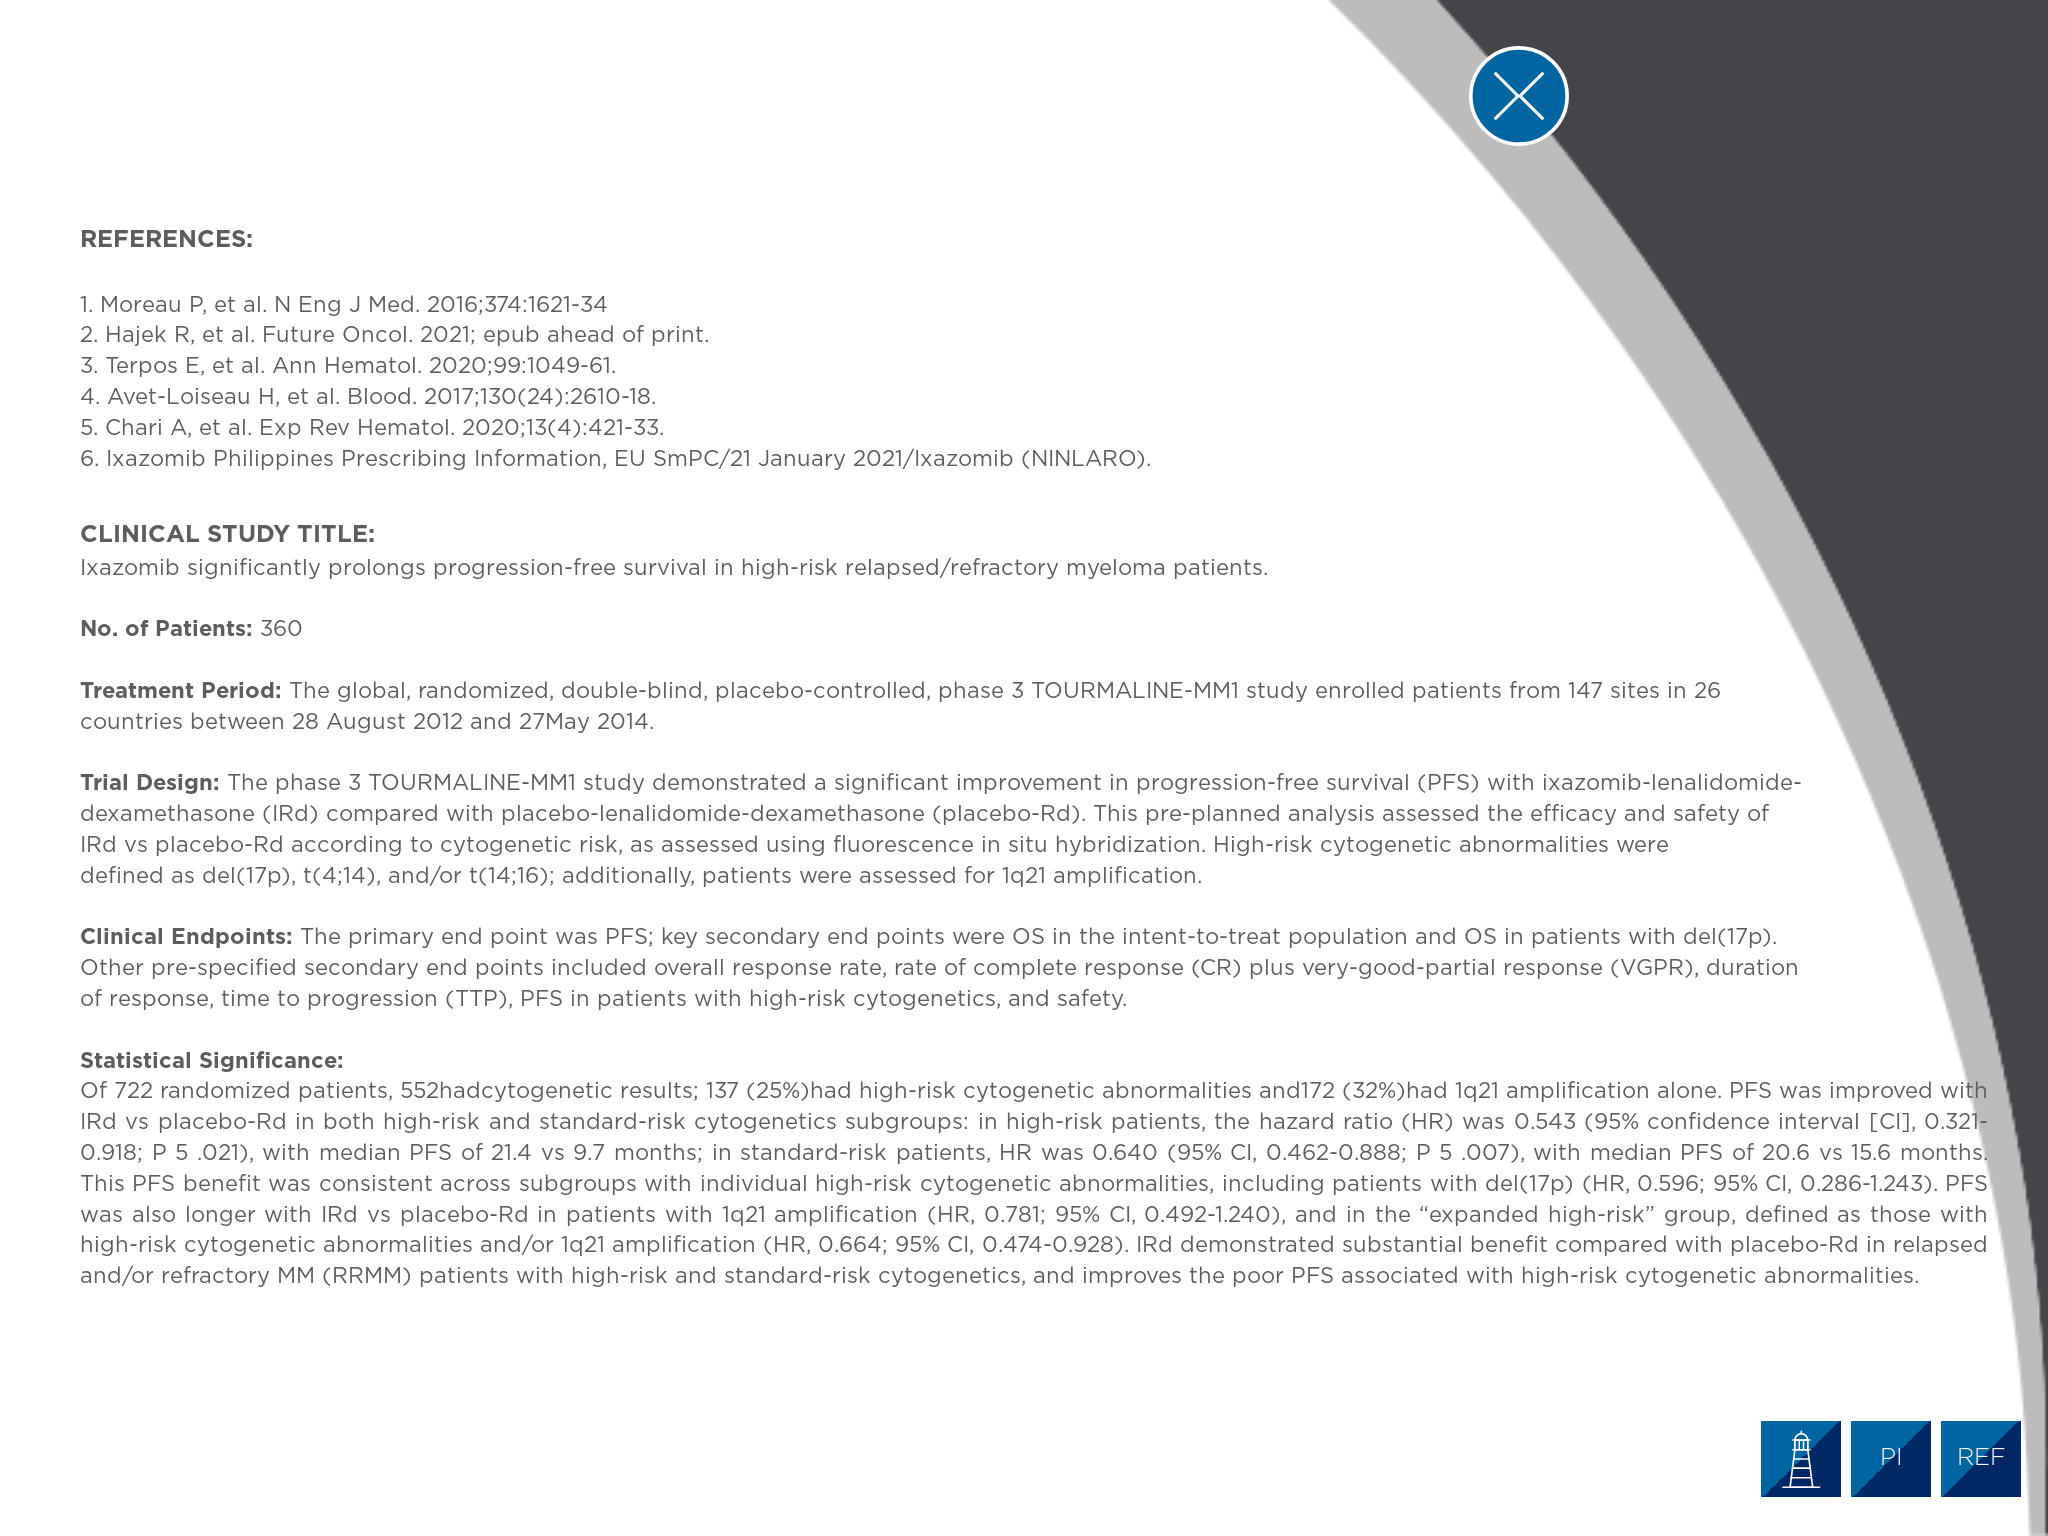 REFERENCES:
1. Moreau P, et al. N Eng J Med. 2016;374:1621-34
2. Hajek R, et al. Future Oncol. 2021; epub ahead of print.
3. Terpos E, et al. Ann Hematol. 2020;99:1049-61.
4. Avet-Loiseau H, et al. Blood. 2017;130(24):2610-18.
5. Chari A, et al. Exp Rev Hematol. 2020;13(4):421-33.
6. Ixazomib Philippines Prescribing Information, EU SmPC/21 January 2021/Ixazomib (NINLARO).
CLINICAL STUDY TITLE:
Ixazomib significantly prolongs progression-free survival in high-risk relapsed/refractory myeloma patients.
No. of Patients: 360
Treatment Period: The global, randomized, double-blind, placebo-controlled, phase 3 TOURMALINE-MM1 study enrolled patients from 147 sites in 26
countries between 28 August 2012 and 27May 2014.
Trial Design: The phase 3 TOURMALINE-MM1 study demonstrated a significant improvement in progression-free survival (PFS) with ixazomib-lenalidomide-
dexamethasone (IRd) compared with placebo-lenalidomide-dexamethasone (placebo-Rd). This pre-planned analysis assessed the efficacy and safety of
IRd vs placebo-Rd according to cytogenetic risk, as assessed using fluorescence in situ hybridization. High-risk cytogenetic abnormalities were
defined as del(17p), t(4;14), and/or t(14;16); additionally, patients were assessed for 1q21 amplification.
Clinical Endpoints: The primary end point was PFS; key secondary end points were OS in the intent-to-treat population and OS in patients with del(17p).
Other pre-specified secondary end points included overall response rate, rate of complete response (CR) plus very-good-partial response (VGPR), duration
of response, time to progression (TTP), PFS in patients with high-risk cytogenetics, and safety.
Statistical Significance:
Of 722 randomized patients, 552hadcytogenetic results; 137 (25%)had high-risk cytogenetic abnormalities and172 (32%)had 1q21 amplification alone. PFS was improved with
IRd vs placebo-Rd in both high-risk and standard-risk cytogenetics subgroups: in high-risk patients, the hazard ratio (HR) was 0.543 (95% confidence interval [CI], 0.321-
0.918; P 5 .021), with median PFS of 21.4 vs 9.7 months; in standard-risk patients, HR was 0.640 (95% CI, 0.462-0.888; P 5 .007), with median PFS of 20.6 vs 15.6 months.
This PFS benefit was consistent across subgroups with individual high-risk cytogenetic abnormalities, including patients with del(17p) (HR, 0.596; 95% CI, 0.286-1.243). PFS
was also longer with IRd vs placebo-Rd in patients with 1q21 amplification (HR, 0.781; 95% CI, 0.492-1.240), and in the “expanded high-risk” group, defined as those with
high-risk cytogenetic abnormalities and/or 1q21 amplification (HR, 0.664; 95% CI, 0.474-0.928). IRd demonstrated substantial benefit compared with placebo-Rd in relapsed
and/or refractory MM (RRMM) patients with high-risk and standard-risk cytogenetics, and improves the poor PFS associated with high-risk cytogenetic abnormalities.
PI
REF